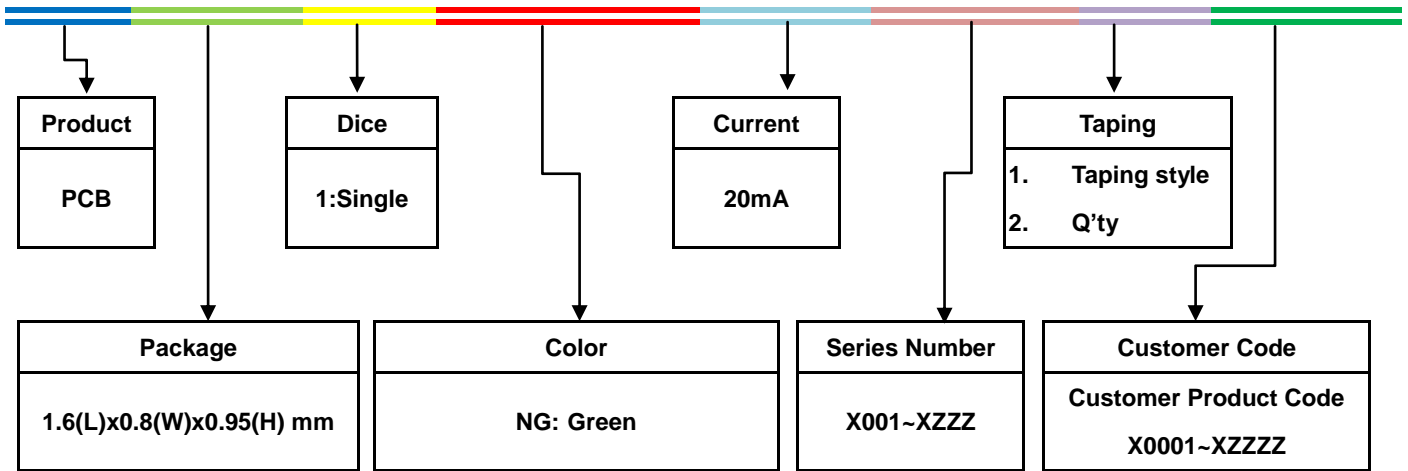 Product
PCB
Dice
1:Single
Current
20mA
Taping
1. Taping style
2. Q’ty
Package
1.6(L)x0.8(W)x0.95(H) mm
Color
NG: Green
Series Number
X001~XZZZ
Customer Code
Customer Product Code
X0001~XZZZZ